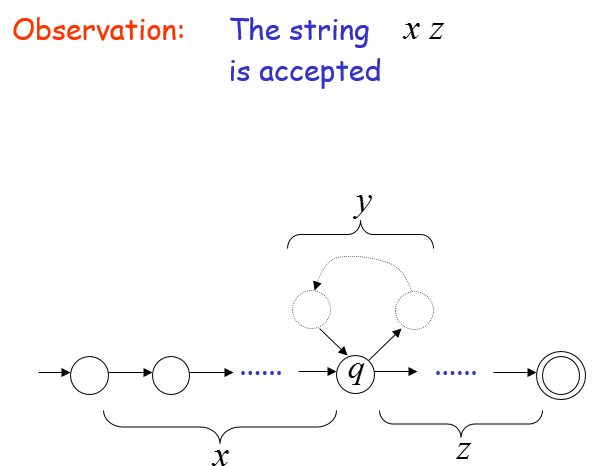 Observation: The string x z
is accepted
y
q
x
z